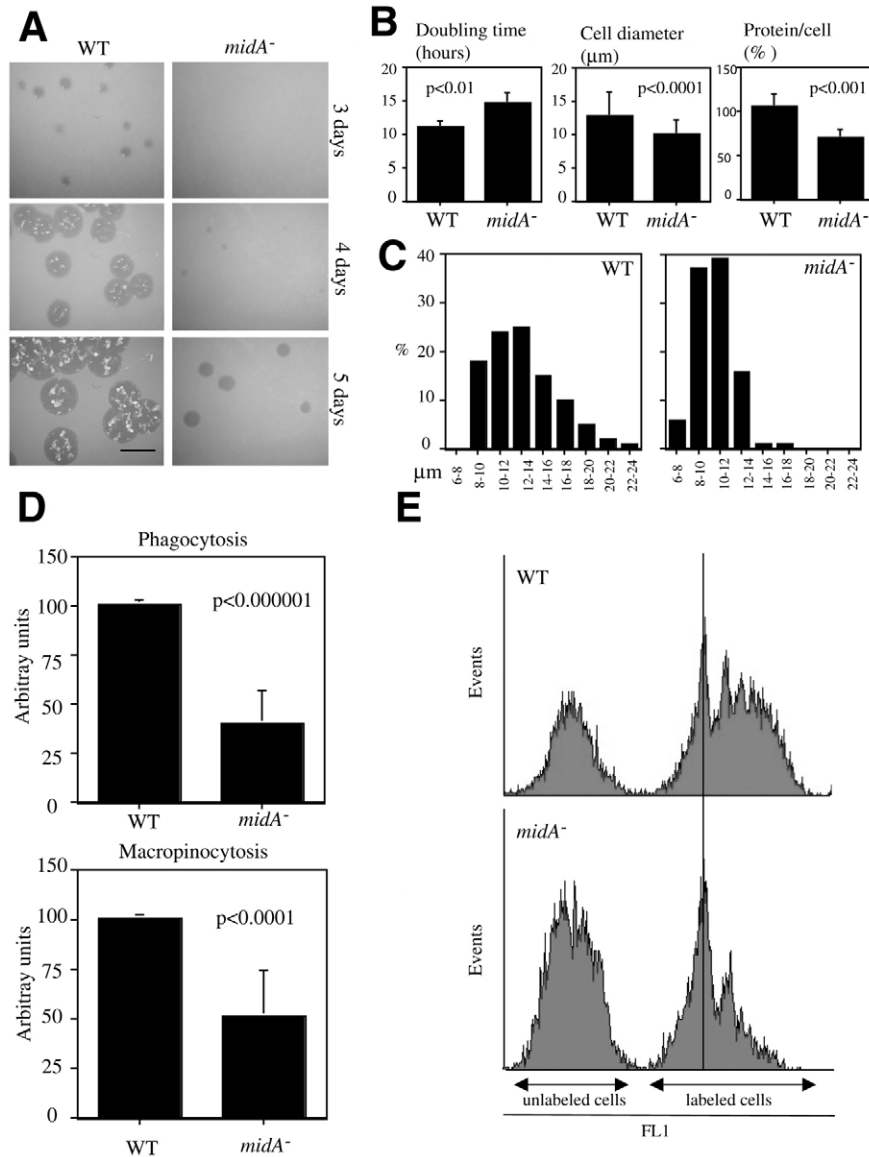 A
WT
midA-
3 days
4 days
5 days
B
Doubling time
(hours)
20
15
10
5
0
p<0.01
WT
midA-
Cell diameter
(μm)
20
15
10
5
0
p<0.0001
WT
midA-
Protein/cell
(% )
150
100
50
0
p<0.001
WT
midA-
C
40
20
%
10
0
WT
μm
6-8
8-10
10-12
12-14
14-16
16-18
18-20
20-22
22-24
midA-
6-8
8-10
10-12
12-14
14-16
16-18
18-20
20-22
22-24
D
Phagocytosis
Arbitray units
150
100
50
25
0
p<0.000001
WT
midA-
Macropinocytosis
Arbitray units
150
100
50
25
0
p<0.0001
WT
midA-
E
WT
Events
midA-
Events
unlabeled cells
labeled cells
FL1